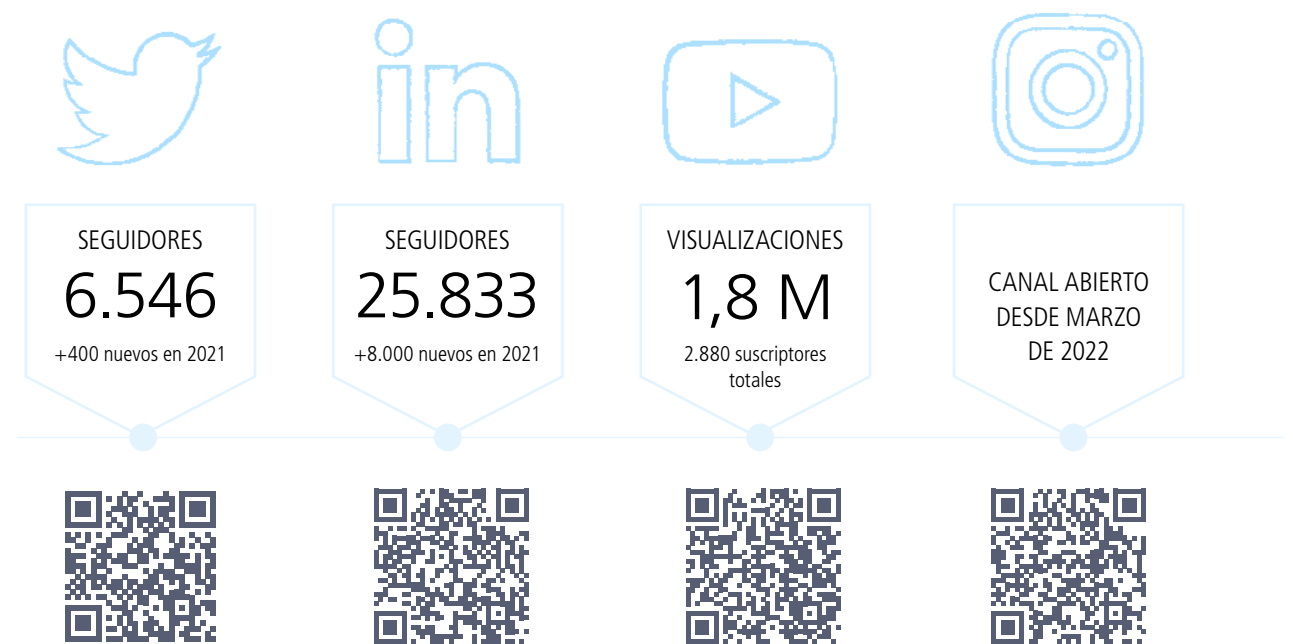 in
SEGUIDORES
6.546
+400 nuevos en 2021
SEGUIDORES
25.833
+8.000 nuevos en 2021
VISUALIZACIONES
1,8 M
2.880 suscriptores
totales
CANAL ABIERTO
DESDE MARZO
DE 2022